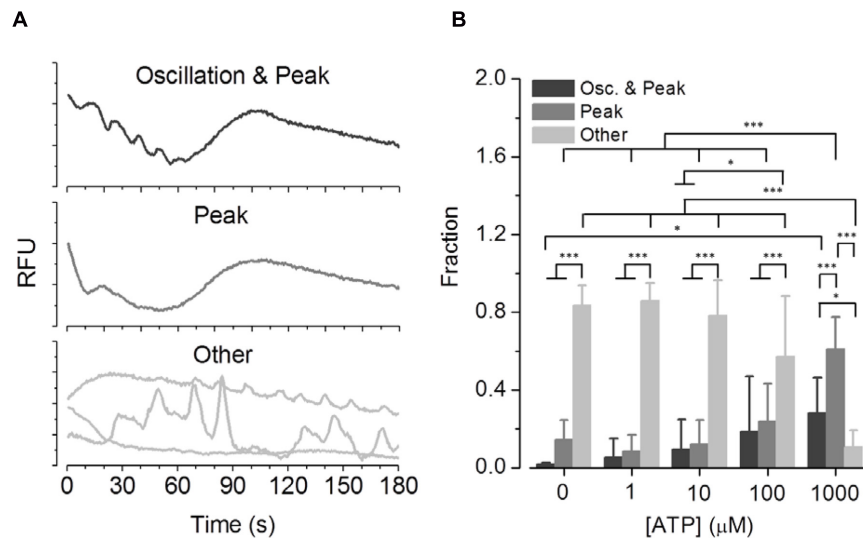 A
Oscillation & Peak
Peak
Other
RFU
0 30 60 90 120 150 180
Time (s)
B
2.0
1.6
1.2
0.8
0.4
0.0
Fraction
Osc. & Peak
Peak
Other
***
*
***
*
***
***
***
***
***
***
*
0 1 10 100 1000
[ATP] (μM)